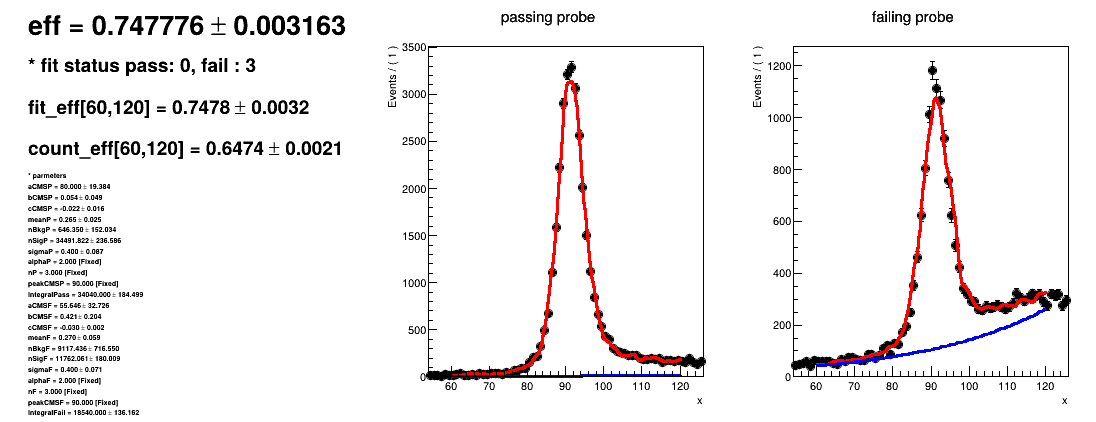 eff = 0.747776 ± 0.003163
* fit status pass: 0, fail : 3
fit_eff[60,120] = 0.7478 ± 0.0032
count_eff[60,120] = 0.6474 ± 0.0021
* parmeters
aCMSP = 80.000 ± 19.384
bCMSP = 0.054 ± 0.049
cCMSP = -0.022 ± 0.016
meanP = 0.265 ± 0.025
nBkgP = 646.350 ± 152.034
nSigP = 34491.822 ± 236.586
sigmaP = 0.400 ± 0.087
alphaP = 2.000 [Fixed]
nP = 3.000 [Fixed]
peakCMSP = 90.000 [Fixed]
integralPass = 34040.000 ± 184.499
aCMSF = 55.646 ± 32.726
bCMSF = 0.421 ± 0.204
cCMSF = -0.030 ± 0.002
meanF = 0.270 ± 0.059
nBkgF = 9117.436 ± 716.550
nSigF = 11762.061 ± 180.009
sigmaF = 0.400 ± 0.071
alphaF = 2.000 [Fixed]
nF = 3.000 [Fixed]
peakCMSF = 90.000 [Fixed]
integralFail = 18540.000 ± 136.162
passing probe
Events / ( 1 )
3500
3000
2500
2000
1500
1000
500
0
60 70 80 90 100 110 120
x
failing probe
Events / ( 1 )
1200
1000
800
600
400
200
0
60 70 80 90 100 110 120
x